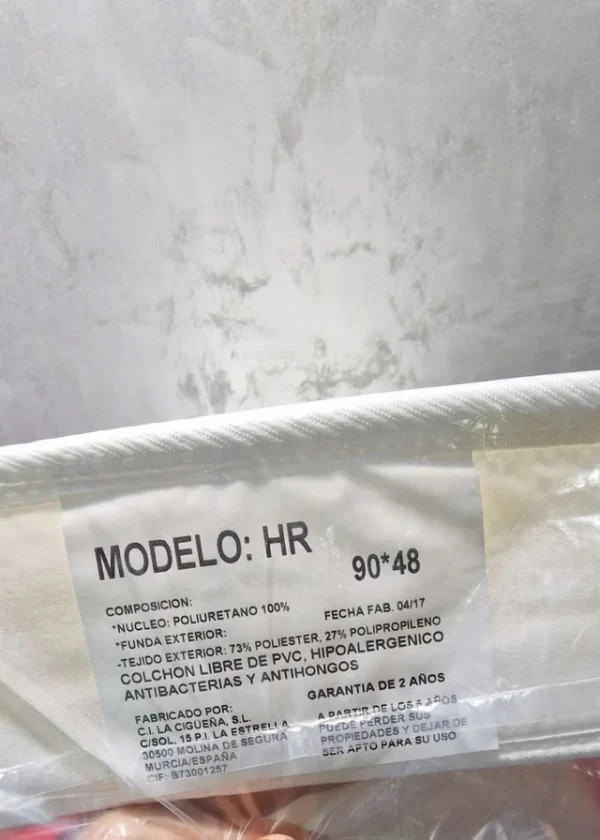 MODELO: HR
90*48
COMPOSICION:
*NUCLEO: POLIURETANO 100%
FECHA FAB. 04/17
*FUNDA EXTERIOR:
-TEJIDO EXTERIOR: 73% POLIESTER, 27% POLIPROPILENO
COLCHON LIBRE DE PVC, HIPOALERGENICO
ANTIBACTERIAS Y ANTIHONGOS
GARANTIA DE 2 AÑOS
FABRICADO POR:
C.I. LA CIGUEÑA, S.L.
C/SOL, 15 P.I. LA ESTRELLA
30500 MOLINA DE SEGURA
MURCIA/ESPAÑA
CIF: B73001257
A PARTIR DE LOS 5 AÑOS
PUEDE PERDER SUS
PROPIEDADES Y DEJAR DE
SER APTO PARA SU USO